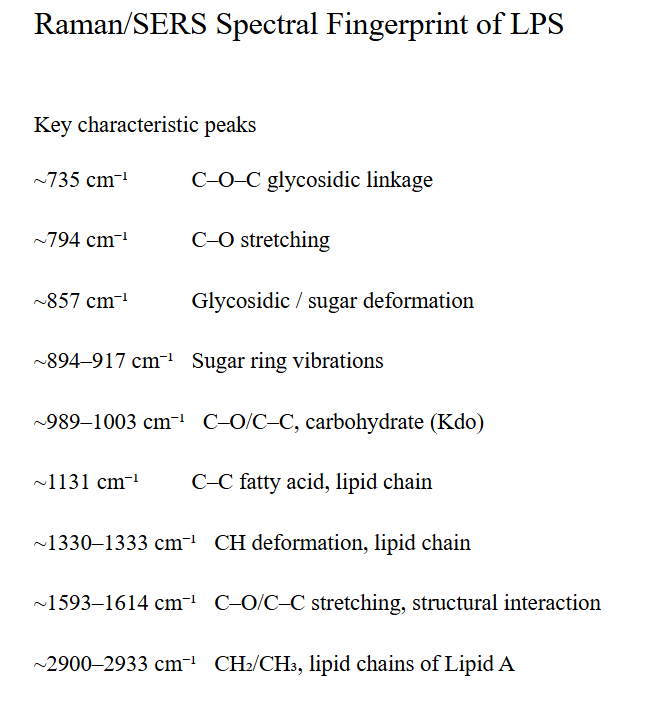 Raman/SERS Spectral Fingerprint of LPS
Key characteristic peaks
~735 cm⁻¹ C–O–C glycosidic linkage
~794 cm⁻¹ C–O stretching
~857 cm⁻¹ Glycosidic / sugar deformation
~894–917 cm⁻¹ Sugar ring vibrations
~989–1003 cm⁻¹ C–O/C–C, carbohydrate (Kdo)
~1131 cm⁻¹ C–C fatty acid, lipid chain
~1330–1333 cm⁻¹ CH deformation, lipid chain
~1593–1614 cm⁻¹ C–O/C–C stretching, structural interaction
~2900–2933 cm⁻¹ CH₂/CH₃, lipid chains of Lipid A